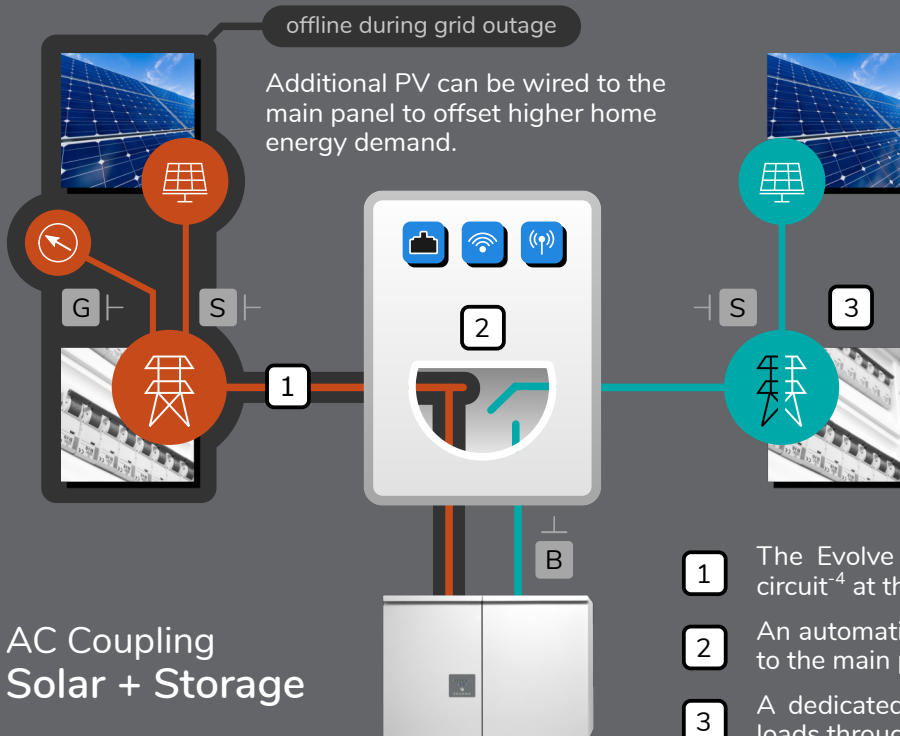 offline during grid outage
Additional PV can be wired to the
main panel to offset higher home
energy demand.
G
S
1
2
S
3
B
AC Coupling
Solar + Storage
1
The Evolve
circuit-4 at
2
An
to the main
3
A dedicated
loads